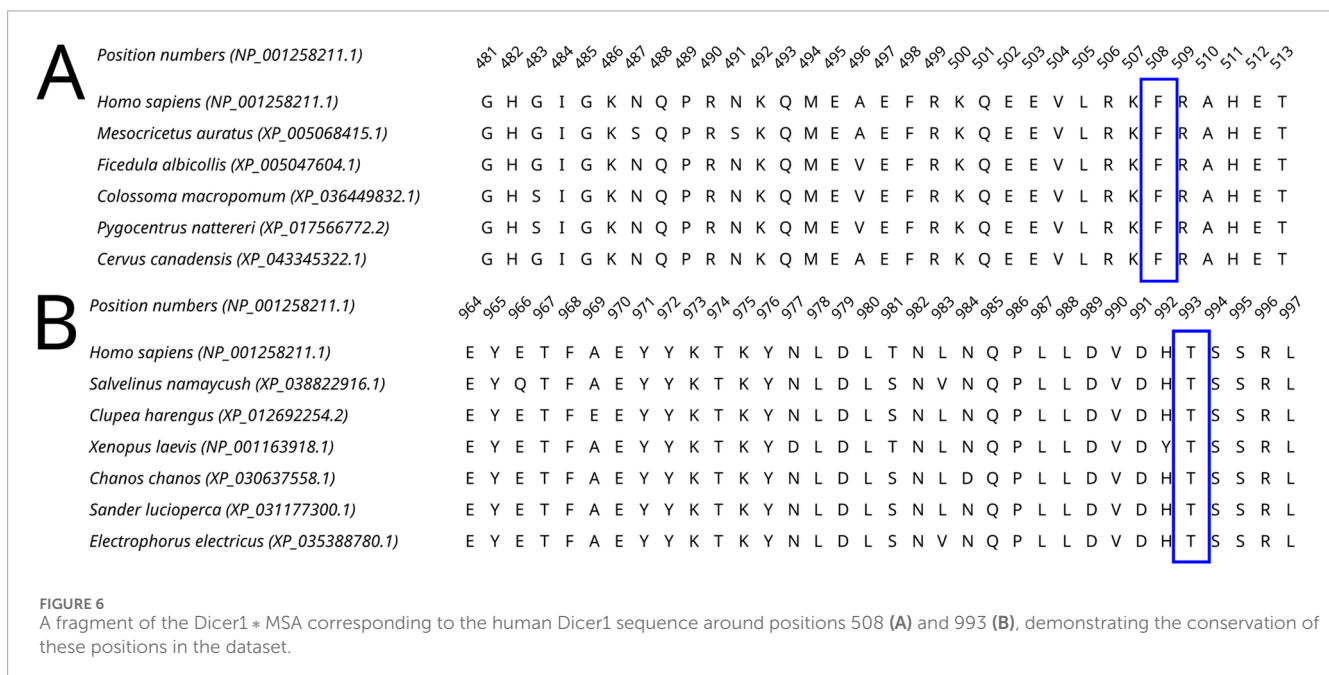 A
Position numbers (NP_001258211.1) 481 482 483 484 485 486 487 488 489 490 491 492 493 494 495 496 497 498 499 500 501 502 503 504 505 506 507 508 509 510 511 512 513
Homo sapiens (NP_001258211.1) G H G I G K N Q P R N K Q M E A E F R K Q E E V L R K F R A H E T
Mesocricetus auratus (XP_005068415.1) G H G I G K S Q P R S K Q M E A E F R K Q E E V L R K F R A H E T
Ficedula albicollis (XP_005047604.1) G H G I G K N Q P R N K Q M E V E F R K Q E E V L R K F R A H E T
Colossoma macropomum (XP_036449832.1) G H S I G K N Q P R N K Q M E V E F R K Q E E V L R K F R A H E T
Pygocentrus nattereri (XP_017566772.2) G H S I G K N Q P R N K Q M E V E F R K Q E E V L R K F R A H E T
Cervus canadensis (XP_043345322.1) G H G I G K N Q P R N K Q M E A E F R K Q E E V L R K F R A H E T
B
Position numbers (NP_001258211.1) 964 965 966 967 968 969 970 971 972 973 974 975 976 977 978 979 980 981 982 983 984 985 986 987 988 989 990 991 992 993 994 995 996 997
Homo sapiens (NP_001258211.1) E Y E T F A E Y Y K T K Y N L D L T N L N Q P L L D V D H T S S R L
Salvelinus namaycush (XP_038822916.1) E Y Q T F A E Y Y K T K Y N L D L S N V N Q P L L D V D H T S S R L
Clupea harengus (XP_012692254.2) E Y E T F E E Y Y K T K Y N L D L S N L N Q P L L D V D H T S S R L
Xenopus laevis (NP_001163918.1) E Y E T F A E Y Y K T K Y D L D L T N L N Q P L L D V D Y T S S R L
Chanos chanos (XP_030637558.1) E Y E T F A E Y Y K T K Y N L D L S N L D Q P L L D V D H T S S R L
Sander lucioperca (XP_031177300.1) E Y E T F A E Y Y K T K Y N L D L S N L N Q P L L D V D H T S S R L
Electrophorus electricus (XP_035388780.1) E Y E T F A E Y Y K T K Y N L D L S N V N Q P L L D V D H T S S R L
FIGURE 6
A fragment of the Dicer1 * MSA corresponding to the human Dicer1 sequence around positions 508 (A) and 993 (B), demonstrating the conservation of
these positions in the dataset.